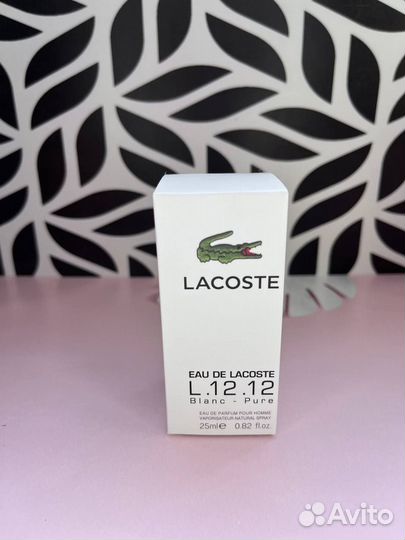 LACOSTE
EAU DE LACOSTE
L.12.12
Blanc - Pure
EAU DE PARFUM POUR HOMME
VAPORISATEUR NATURAL SPRAY
25ml℮ 0.82 fl.oz.
Avito